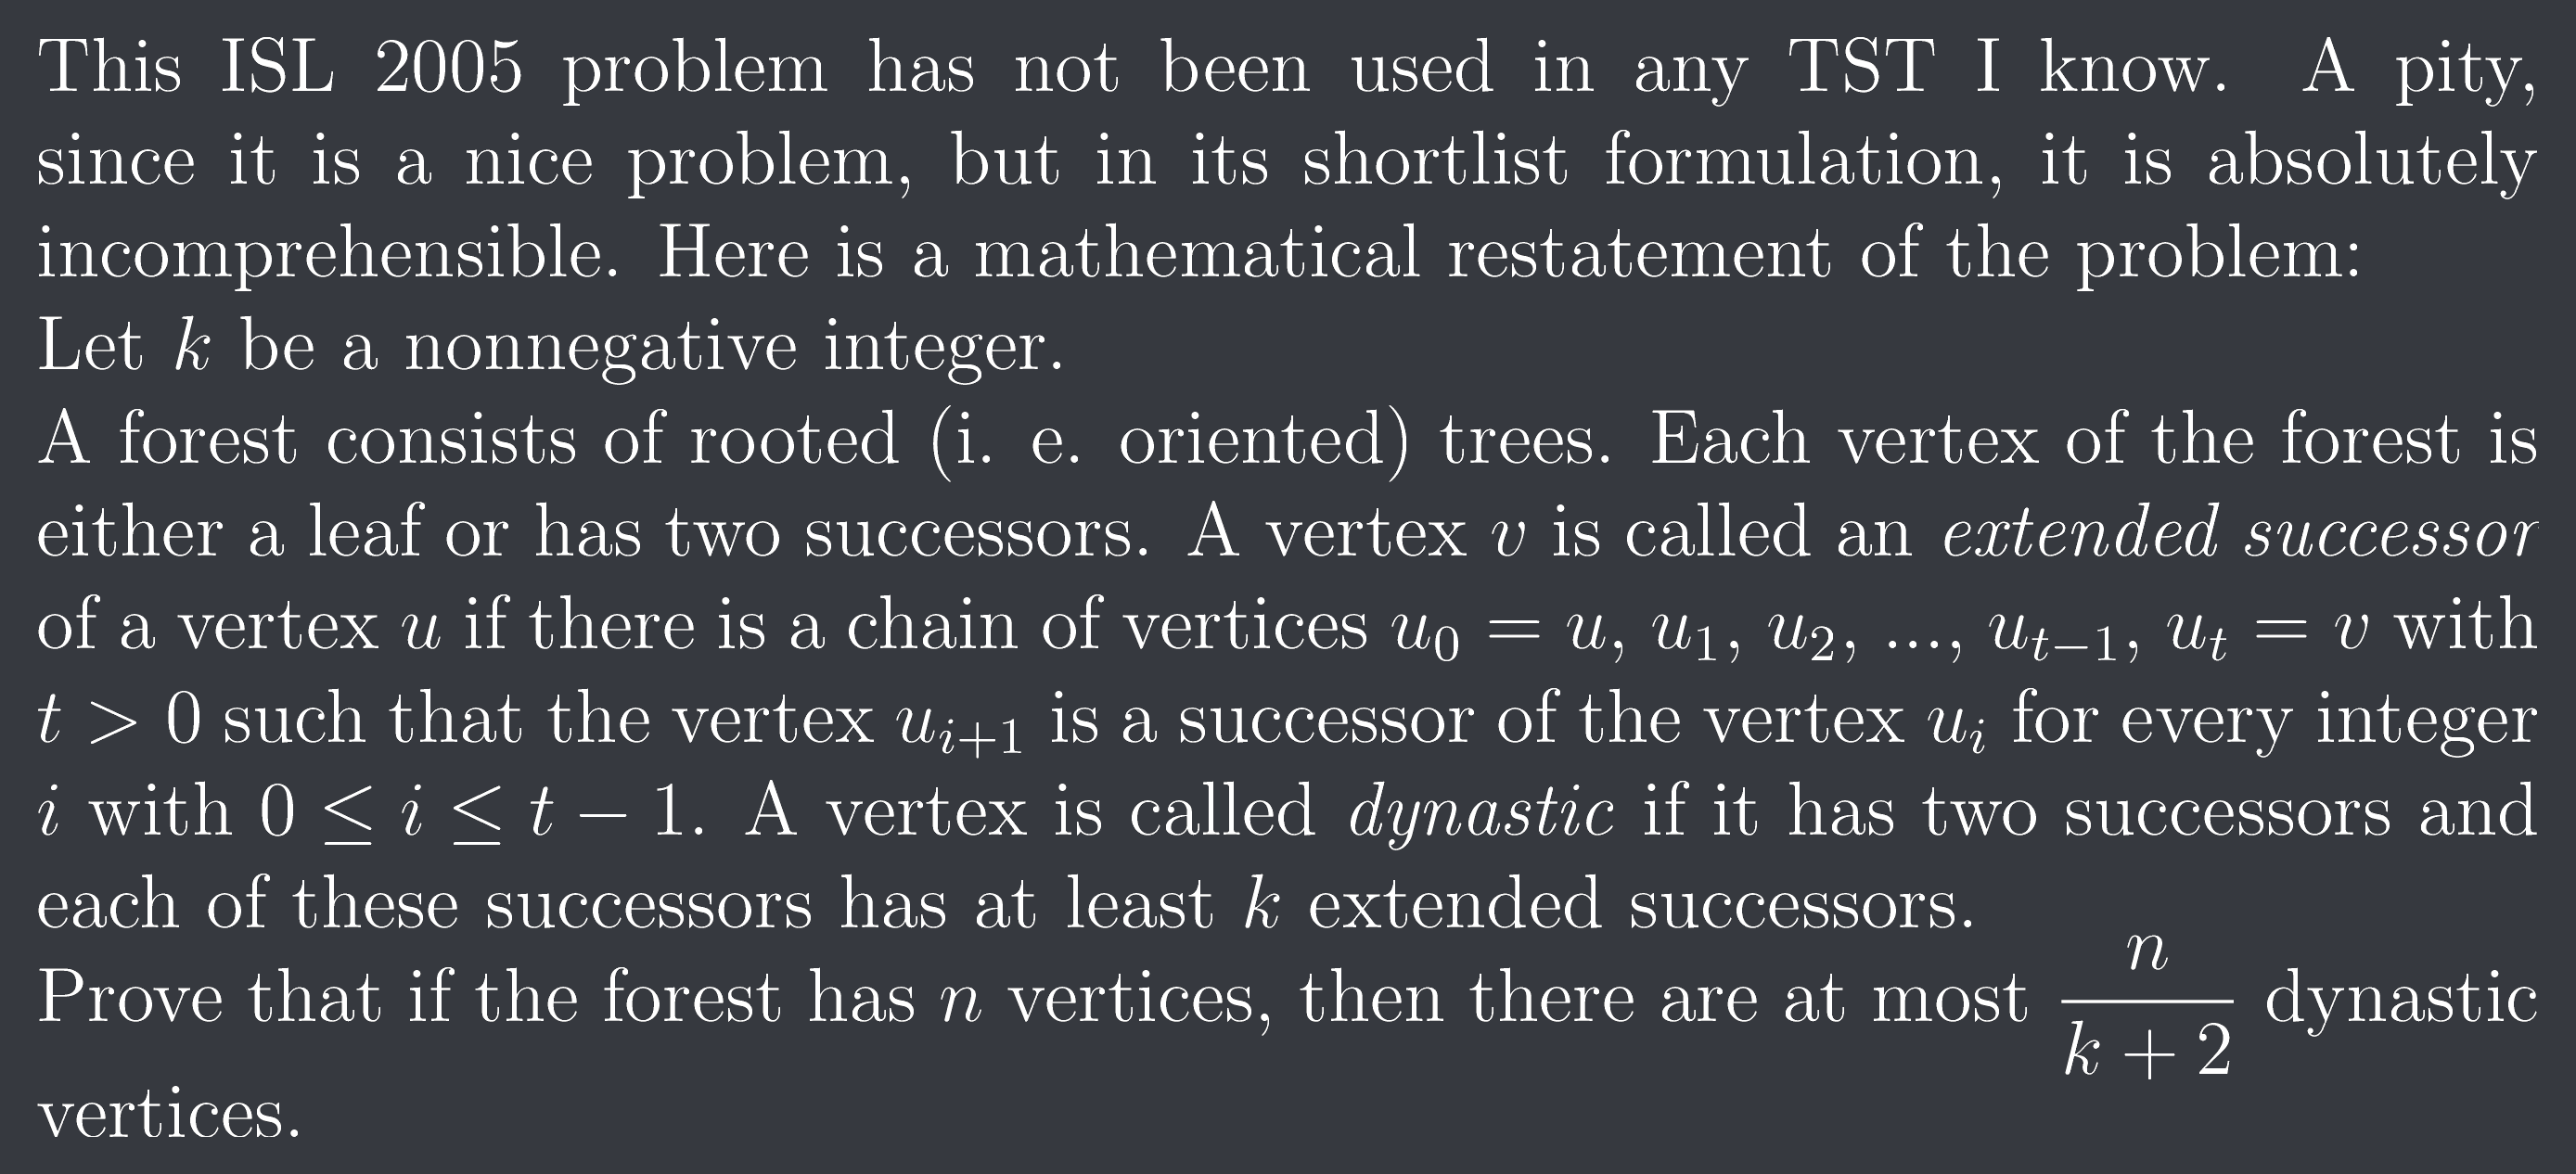 This ISL 2005 problem has not been used in any TST I know. A pity,
since it is a nice problem, but in its shortlist formulation, it is absolutely
incomprehensible. Here is a mathematical restatement of the problem:
Let $k$ be a nonnegative integer.
A forest consists of rooted (i. e. oriented) trees. Each vertex of the forest is
either a leaf or has two successors. A vertex $v$ is called an extended successor
of a vertex $u$ if there is a chain of vertices $u_0 = u, u_1, u_2, ..., u_{t-1}, u_t = v$ with
$t > 0$ such that the vertex $u_{i+1}$ is a successor of the vertex $u_i$ for every integer
$i$ with $0 \leq i \leq t - 1$. A vertex is called dynastic if it has two successors and
each of these successors has at least $k$ extended successors.
Prove that if the forest has $n$ vertices, then there are at most $\frac{n}{k+2}$ dynastic
vertices.